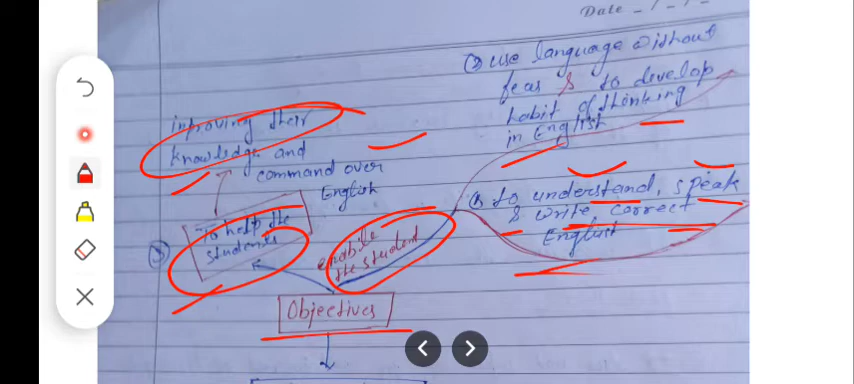 Date
(2) use language without
fear & to develop
habit of thinking
in English
improving their
knowledge and
command over
English
(1) to understand, speak
& write correct
English
(3)
To help the
students
enable
the student
Objectives